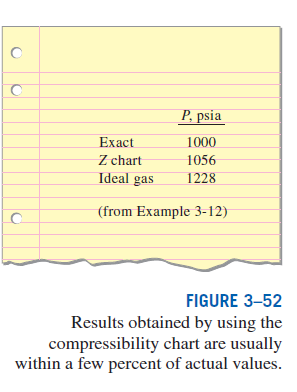 P, psia
Exact 1000
Z chart 1056
Ideal gas 1228
(from Example 3-12)
FIGURE 3–52
Results obtained by using the
compressibility chart are usually
within a few percent of actual values.